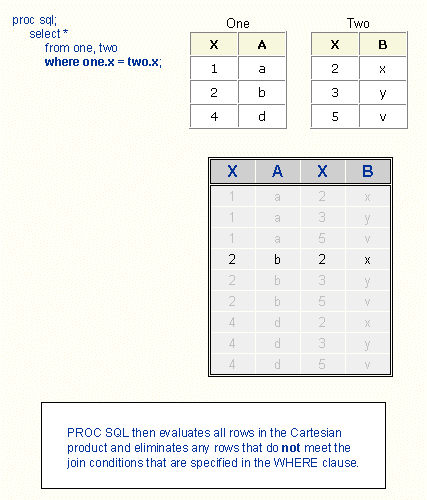 proc sql;
select *
from one, two
where one.x = two.x;
One
X A
1 a
2 b
4 d
Two
X B
2 x
3 y
5 v
X A X B
1 a 2 x
1 a 3 y
1 a 5 v
2 b 2 x
2 b 3 y
2 b 5 v
4 d 2 x
4 d 3 y
4 d 5 v
PROC SQL then evaluates all rows in the Cartesian
product and eliminates any rows that do not meet the
join conditions that are specified in the WHERE clause.